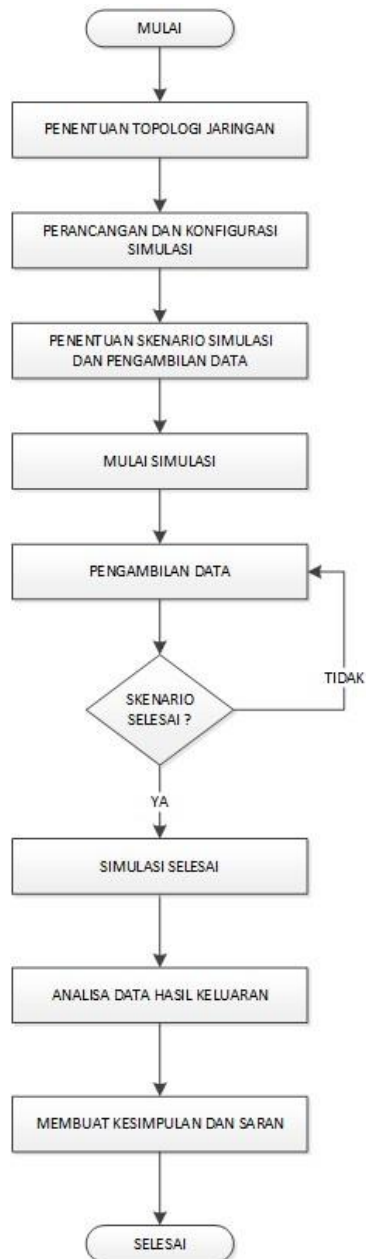 MULAI
PENENTUAN TOPOLOGI JARINGAN
PERANCANGAN DAN KONFIGURASI
SIMULASI
PENENTUAN SKENARIO SIMULASI
DAN PENGAMBILAN DATA
MULAI SIMULASI
PENGAMBILAN DATA
SKENARIO
SELESAI ?
TIDAK
YA
SIMULASI SELESAI
ANALISA DATA HASIL KELUARAN
MEMBUAT KESIMPULAN DAN SARAN
SELESAI